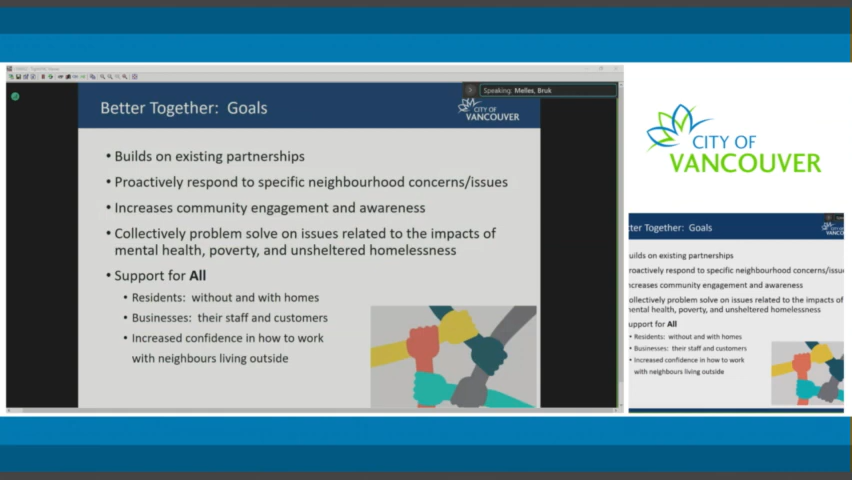 Speaking: Melles, Bruk
Better Together: Goals
CITY OF
VANCOUVER
• Builds on existing partnerships
• Proactively respond to specific neighbourhood concerns/issues
• Increases community engagement and awareness
• Collectively problem solve on issues related to the impacts of
mental health, poverty, and unsheltered homelessness
• Support for All
• Residents: without and with homes
• Businesses: their staff and customers
• Increased confidence in how to work
with neighbours living outside
CITY OF
VANCOUVER
ter Together: Goals
CITY OF
VANCO
uilds on existing partnerships
roactively respond to specific neighbourhood concerns/issu
ncreases community engagement and awareness
ollectively problem solve on issues related to the impacts of
mental health, poverty, and unsheltered homelessness
upport for All
• Residents: without and with homes
• Businesses: their staff and customers
• Increased confidence in how to work
with neighbours living outside